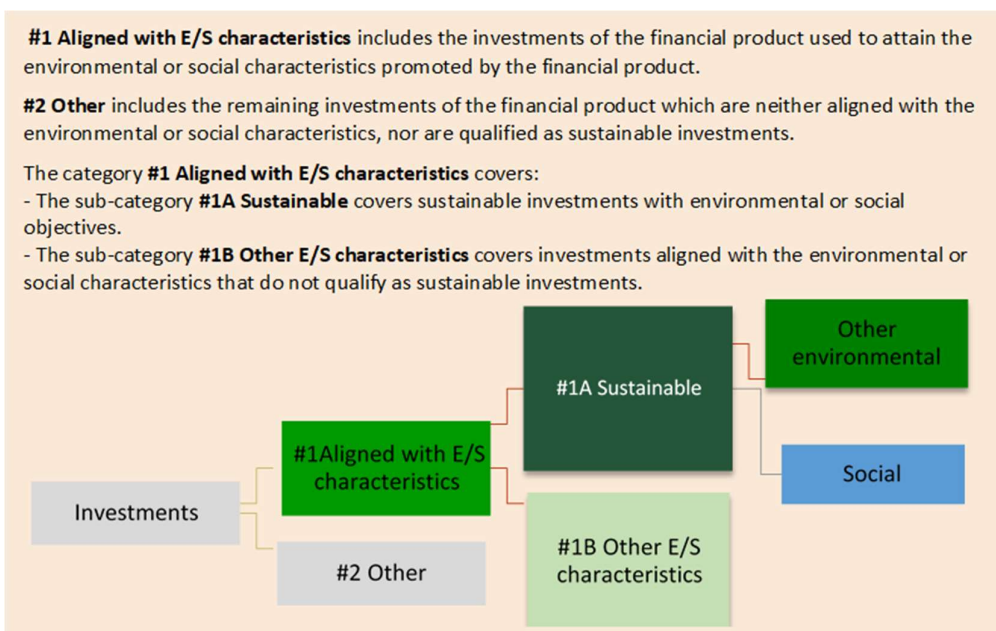 #1 Aligned with E/S characteristics includes the investments of the financial product used to attain the
environmental or social characteristics promoted by the financial product.
#2 Other includes the remaining investments of the financial product which are neither aligned with the
environmental or social characteristics, nor are qualified as sustainable investments.
The category #1 Aligned with E/S characteristics covers:
- The sub-category #1A Sustainable covers sustainable investments with environmental or social
objectives.
- The sub-category #1B Other E/S characteristics covers investments aligned with the environmental or
social characteristics that do not qualify as sustainable investments.
Other
environmental
#1A Sustainable
#1Aligned with E/S
characteristics
Social
Investments
#1B Other E/S
characteristics
#2 Other